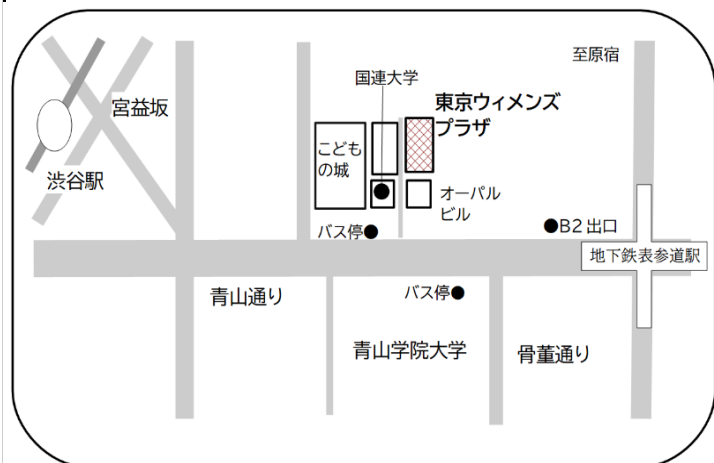 至原宿
国連大学
東京ウィメンズ
プラザ
宮益坂
こども
の城
渋谷駅
オーパル
ビル
バス停●
●B2出口
地下鉄表参道駅
青山通り
バス停●
青山学院大学
骨董通り